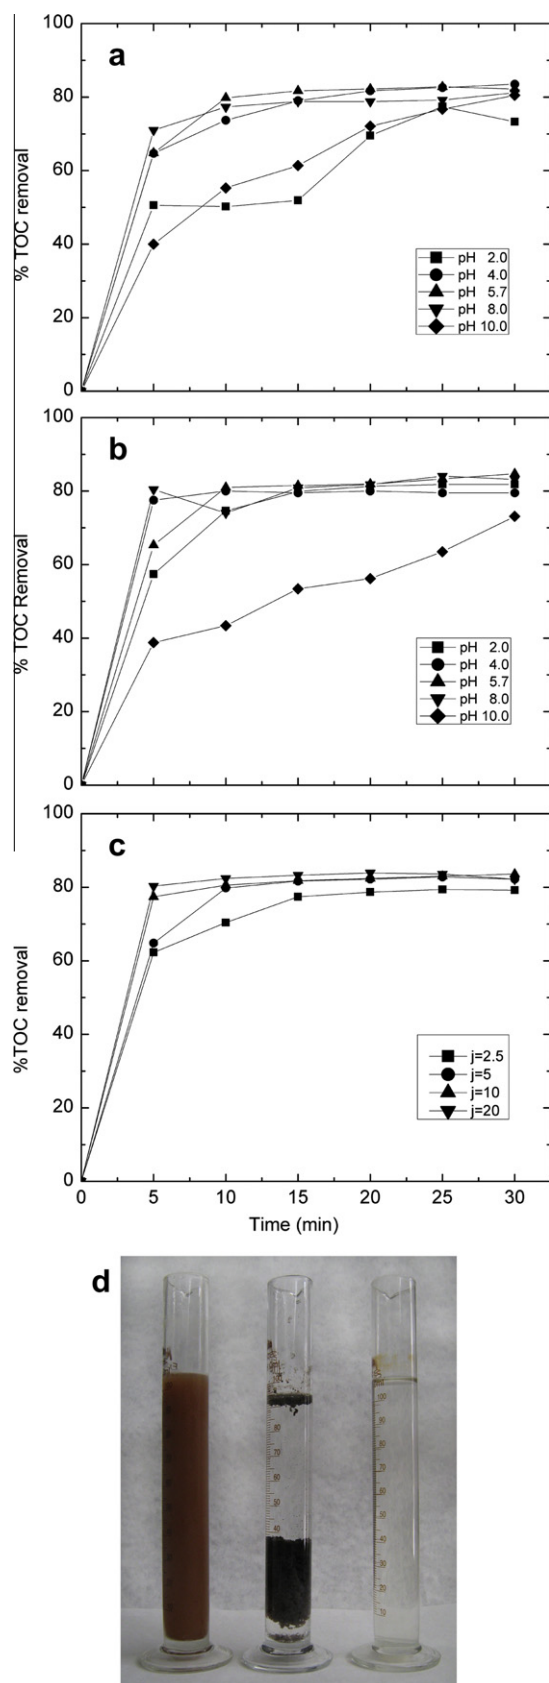 a
100
80
60
40
20
0
% TOC removal
pH 2.0
pH 4.0
pH 5.7
pH 8.0
pH 10.0
b
100
80
60
40
20
0
% TOC Removal
pH 2.0
pH 4.0
pH 5.7
pH 8.0
pH 10.0
c
100
80
60
40
20
0
%TOC removal
j=2.5
j=5
j=10
j=20
0 5 10 15 20 25 30
Time (min)
d